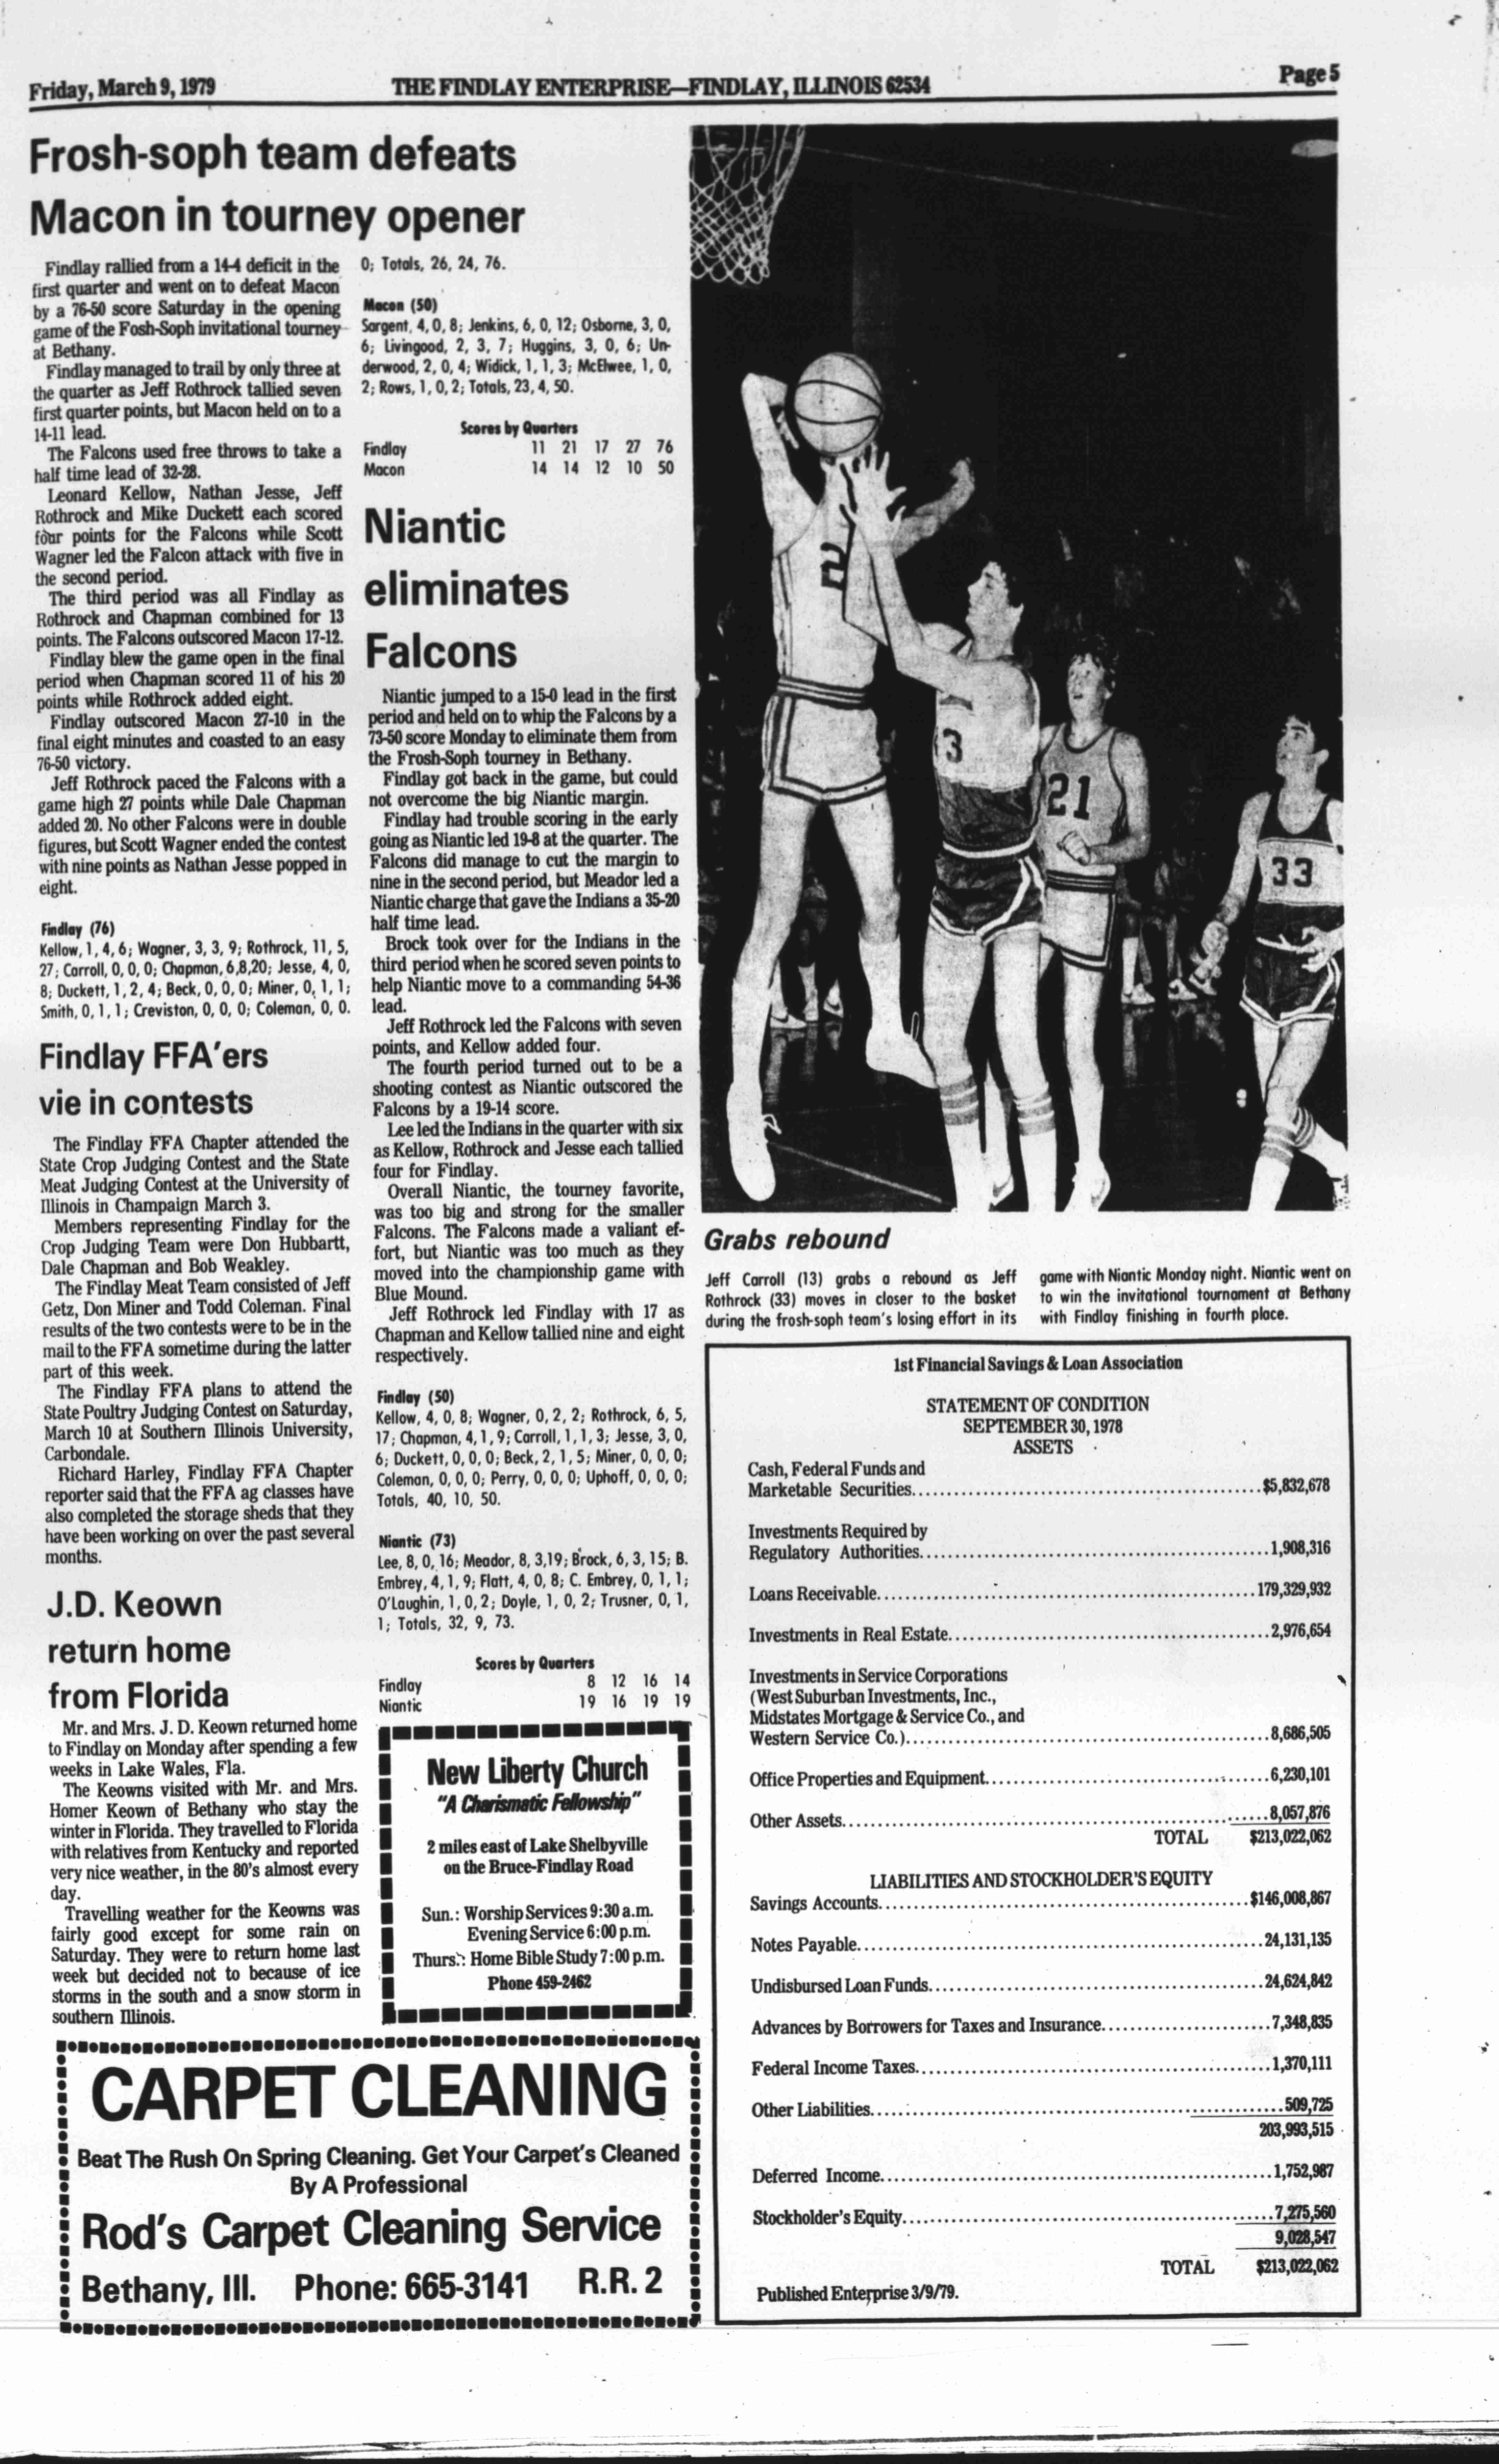 Friday, March 9, 1979
THE FINDLAY ENTERPRISE—FINDLAY, ILLINOIS 62534
Page 5
Frosh-soph team defeats
Macon in tourney opener
Findlay rallied from a 14-4 deficit in the
first quarter and went on to defeat Macon
by a 76-50 score Saturday in the opening
game of the Fosh-Soph invitational tourney
at Bethany.
Findlay managed to trail by only three at
the quarter as Jeff Rothrock tallied seven
first quarter points, but Macon held on to a
14-11 lead.
The Falcons used free throws to take a
half time lead of 32-28.
Leonard Kellow, Nathan Jesse, Jeff
Rothrock and Mike Duckett each scored
four points for the Falcons while Scott
Wagner led the Falcon attack with five in
the second period.
The third period was all Findlay as
Rothrock and Chapman combined for 13
points. The Falcons outscored Macon 17-12.
Findlay blew the game open in the final
period when Chapman scored 11 of his 20
points while Rothrock added eight.
Findlay outscored Macon 27-10 in the
final eight minutes and coasted to an easy
76-50 victory.
Jeff Rothrock paced the Falcons with a
game high 27 points while Dale Chapman
added 20. No other Falcons were in double
figures, but Scott Wagner ended the contest
with nine points as Nathan Jesse popped in
eight.
Findlay (76)
Kellow, 1, 4, 6; Wagner, 3, 3, 9; Rothrock, 11, 5,
27; Carroll, 0, 0, 0; Chapman, 6,8,20; Jesse, 4, 0,
8; Duckett, 1, 2, 4; Beck, 0, 0, 0; Miner, 0, 1, 1;
Smith, 0, 1, 1; Creviston, 0, 0, 0; Coleman, 0, 0.
0; Totals, 26, 24, 76.
Macon (50)
Sargent, 4, 0, 8; Jenkins, 6, 0, 12; Osborne, 3, 0,
6; Livingood, 2, 3, 7; Huggins, 3, 0, 6; Un-
derwood, 2, 0, 4; Widick, 1, 1, 3; McElwee, 1, 0,
2; Rows, 1, 0, 2; Totals, 23, 4, 50.
Scores by Quarters
Findlay 11 21 17 27 76
Macon 14 14 12 10 50
Niantic
eliminates
Falcons
Niantic jumped to a 15-0 lead in the first
period and held on to whip the Falcons by a
73-50 score Monday to eliminate them from
the Frosh-Soph tourney in Bethany.
Findlay got back in the game, but could
not overcome the big Niantic margin.
Findlay had trouble scoring in the early
going as Niantic led 19-8 at the quarter. The
Falcons did manage to cut the margin to
nine in the second period, but Meador led a
Niantic charge that gave the Indians a 35-20
half time lead.
Brock took over for the Indians in the
third period when he scored seven points to
help Niantic move to a commanding 54-36
lead.
Jeff Rothrock led the Falcons with seven
points, and Kellow added four.
The fourth period turned out to be a
shooting contest as Niantic outscored the
Falcons by a 19-14 score.
Lee led the Indians in the quarter with six
as Kellow, Rothrock and Jesse each tallied
four for Findlay.
Overall Niantic, the tourney favorite,
was too big and strong for the smaller
Falcons. The Falcons made a valiant ef-
fort, but Niantic was too much as they
moved into the championship game with
Blue Mound.
Jeff Rothrock led Findlay with 17 as
Chapman and Kellow tallied nine and eight
respectively.
Findlay (50)
Kellow, 4, 0, 8; Wagner, 0, 2, 2; Rothrock, 6, 5,
17; Chapman, 4, 1, 9; Carroll, 1, 1, 3; Jesse, 3, 0,
6; Duckett, 0, 0, 0; Beck, 2, 1, 5; Miner, 0, 0, 0;
Coleman, 0, 0, 0; Perry, 0, 0, 0; Uphoff, 0, 0, 0;
Totals, 40, 10, 50.
Niantic (73)
Lee, 8, 0, 16; Meador, 8, 3,19; Brock, 6, 3, 15; B.
Embrey, 4, 1, 9; Flatt, 4, 0, 8; C. Embrey, 0, 1, 1;
O'Laughin, 1, 0, 2; Doyle, 1, 0, 2; Trusner, 0, 1,
1; Totals, 32, 9, 73.
Scores by Quarters
Findlay 8 12 16 14
Niantic 19 16 19 19
Findlay FFA'ers
vie in contests
The Findlay FFA Chapter attended the
State Crop Judging Contest and the State
Meat Judging Contest at the University of
Illinois in Champaign March 3.
Members representing Findlay for the
Crop Judging Team were Don Hubbartt,
Dale Chapman and Bob Weakley.
The Findlay Meat Team consisted of Jeff
Getz, Don Miner and Todd Coleman. Final
results of the two contests were to be in the
mail to the FFA sometime during the latter
part of this week.
The Findlay FFA plans to attend the
State Poultry Judging Contest on Saturday,
March 10 at Southern Illinois University,
Carbondale.
Richard Harley, Findlay FFA Chapter
reporter said that the FFA ag classes have
also completed the storage sheds that they
have been working on over the past several
months.
J.D. Keown
return home
from Florida
Mr. and Mrs. J. D. Keown returned home
to Findlay on Monday after spending a few
weeks in Lake Wales, Fla.
The Keowns visited with Mr. and Mrs.
Homer Keown of Bethany who stay the
winter in Florida. They travelled to Florida
with relatives from Kentucky and reported
very nice weather, in the 80's almost every
day.
Travelling weather for the Keowns was
fairly good except for some rain on
Saturday. They were to return home last
week but decided not to because of ice
storms in the south and a snow storm in
southern Illinois.
New Liberty Church
"A Charismatic Fellowship"
2 miles east of Lake Shelbyville
on the Bruce-Findlay Road
Sun.: Worship Services 9:30 a.m.
Evening Service 6:00 p.m.
Thurs.: Home Bible Study 7:00 p.m.
Phone 459-2462
CARPET CLEANING
Beat The Rush On Spring Cleaning. Get Your Carpet's Cleaned
By A Professional
Rod's Carpet Cleaning Service
Bethany, Ill. Phone: 665-3141 R.R. 2
2
3
21
33
Grabs rebound
Jeff Carroll (13) grabs a rebound as Jeff
Rothrock (33) moves in closer to the basket
during the frosh-soph team's losing effort in its
game with Niantic Monday night. Niantic went on
to win the invitational tournament at Bethany
with Findlay finishing in fourth place.
1st Financial Savings & Loan Association
STATEMENT OF CONDITION
SEPTEMBER 30, 1978
ASSETS
Cash, Federal Funds and
Marketable Securities $5,832,678
Investments Required by
Regulatory Authorities 1,908,316
Loans Receivable 179,329,932
Investments in Real Estate 2,976,654
Investments in Service Corporations
(West Suburban Investments, Inc.,
Midstates Mortgage & Service Co., and
Western Service Co.) 8,686,505
Office Properties and Equipment 6,230,101
Other Assets 8,057,876
TOTAL $213,022,062
LIABILITIES AND STOCKHOLDER'S EQUITY
Savings Accounts $146,008,867
Notes Payable 24,131,135
Undisbursed Loan Funds 24,624,842
Advances by Borrowers for Taxes and Insurance 7,348,835
Federal Income Taxes 1,370,111
Other Liabilities 509,725
203,993,515
Deferred Income 1,752,987
Stockholder's Equity 7,275,560
9,028,547
TOTAL $213,022,062
Published Enterprise 3/9/79.